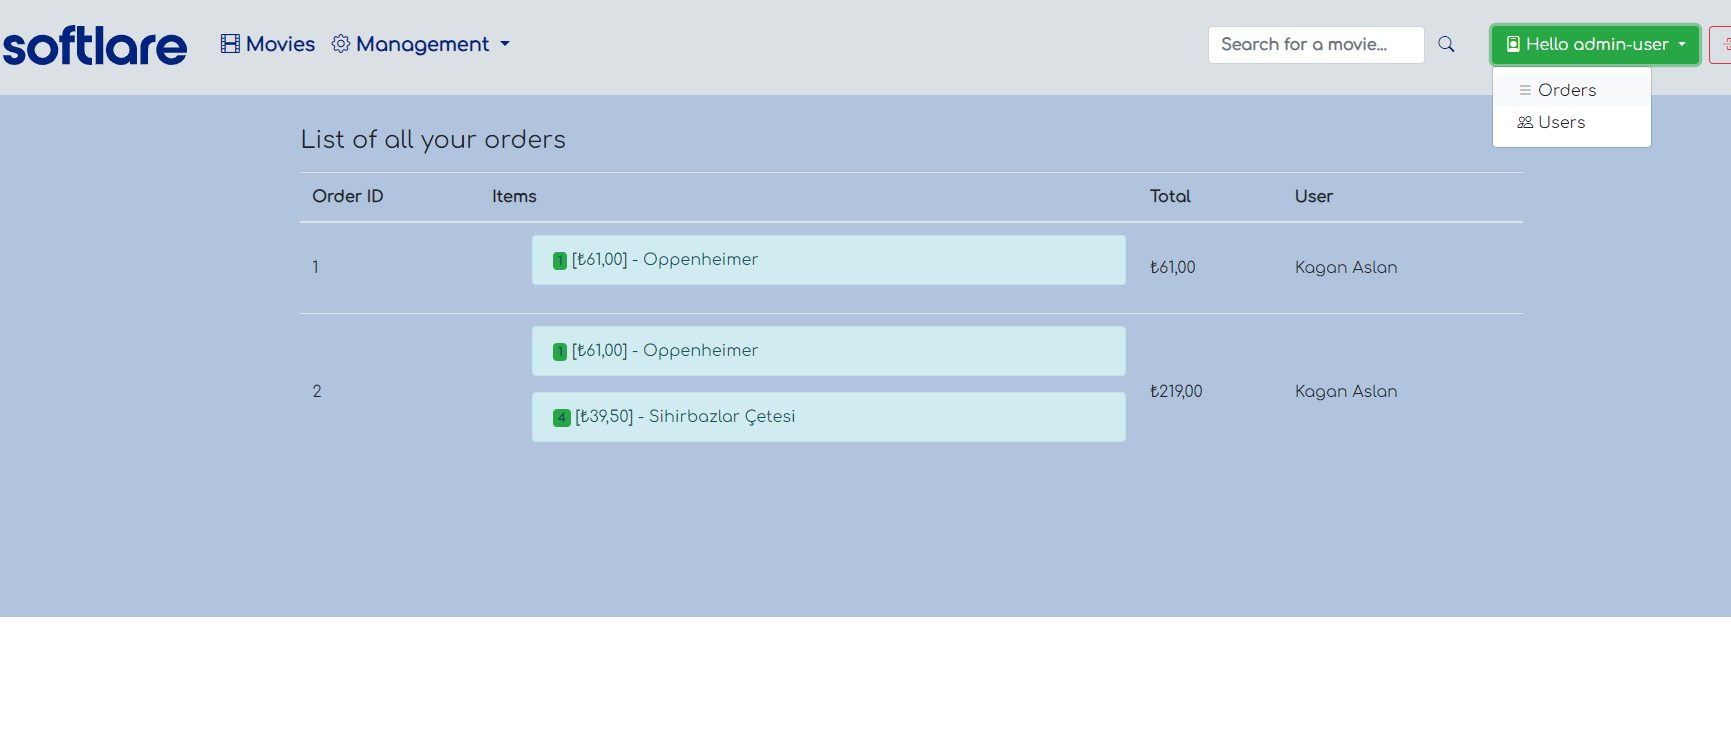 softlare Movies Management Search for a movie... Hello admin-user
Orders
Users
List of all your orders
Order ID Items Total User
1 1 [₺61,00] - Oppenheimer ₺61,00 Kagan Aslan
1 [₺61,00] - Oppenheimer
2 ₺219,00 Kagan Aslan
4 [₺39,50] - Sihirbazlar Çetesi